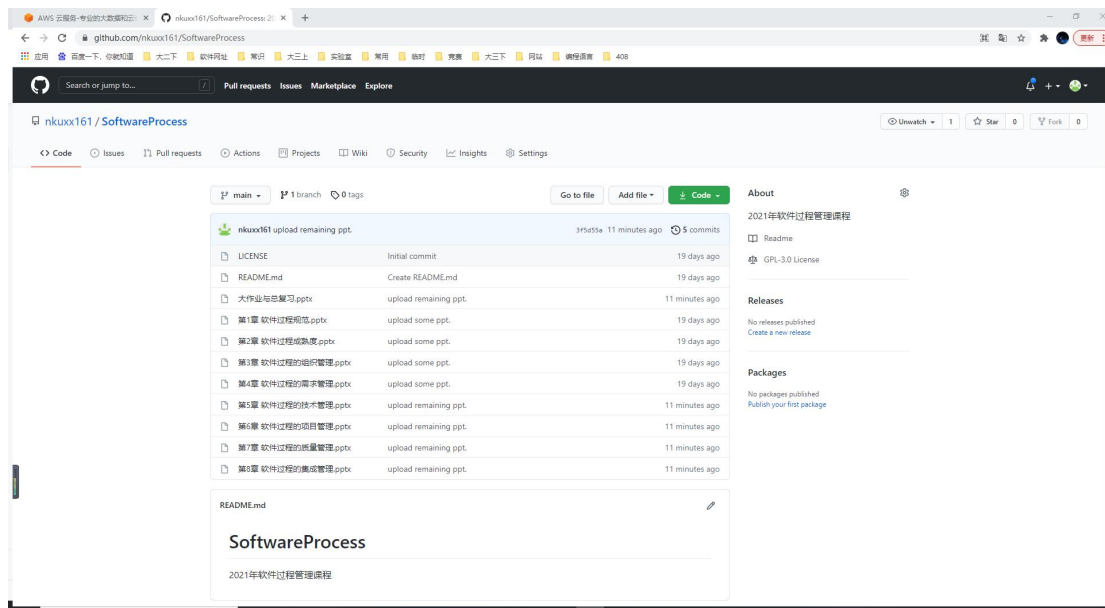 AWS 云服务-专业的大数据和云
nkuxx161/SoftwareProcess: 20
github.com/nkuxx161/SoftwareProcess
更新
应用 百度一下,你就知道 大二下 软件网址 常识 大三上 实验室 常用 临时 竞赛 大三下 网站 编程语言 408
Search or jump to... / Pull requests Issues Marketplace Explore
nkuxx161 / SoftwareProcess
Unwatch 1 Star 0 Fork 0
Code Issues Pull requests Actions Projects Wiki Security Insights Settings
main 1 branch 0 tags Go to file Add file Code
nkuxx161 upload remaining ppt. 3f5d55a 11 minutes ago 5 commits
LICENSE Initial commit 19 days ago
README.md Create README.md 19 days ago
大作业与总复习.pptx upload remaining ppt. 11 minutes ago
第1章 软件过程规范.pptx upload some ppt. 19 days ago
第2章 软件过程成熟度.pptx upload some ppt. 19 days ago
第3章 软件过程的组织管理.pptx upload some ppt. 19 days ago
第4章 软件过程的需求管理.pptx upload some ppt. 19 days ago
第5章 软件过程的技术管理.pptx upload remaining ppt. 11 minutes ago
第6章 软件过程的项目管理.pptx upload remaining ppt. 11 minutes ago
第7章 软件过程的质量管理.pptx upload remaining ppt. 11 minutes ago
第8章 软件过程的集成管理.pptx upload remaining ppt. 11 minutes ago
README.md
SoftwareProcess
2021年软件过程管理课程
About
2021年软件过程管理课程
Readme
GPL-3.0 License
Releases
No releases published
Create a new release
Packages
No packages published
Publish your first package